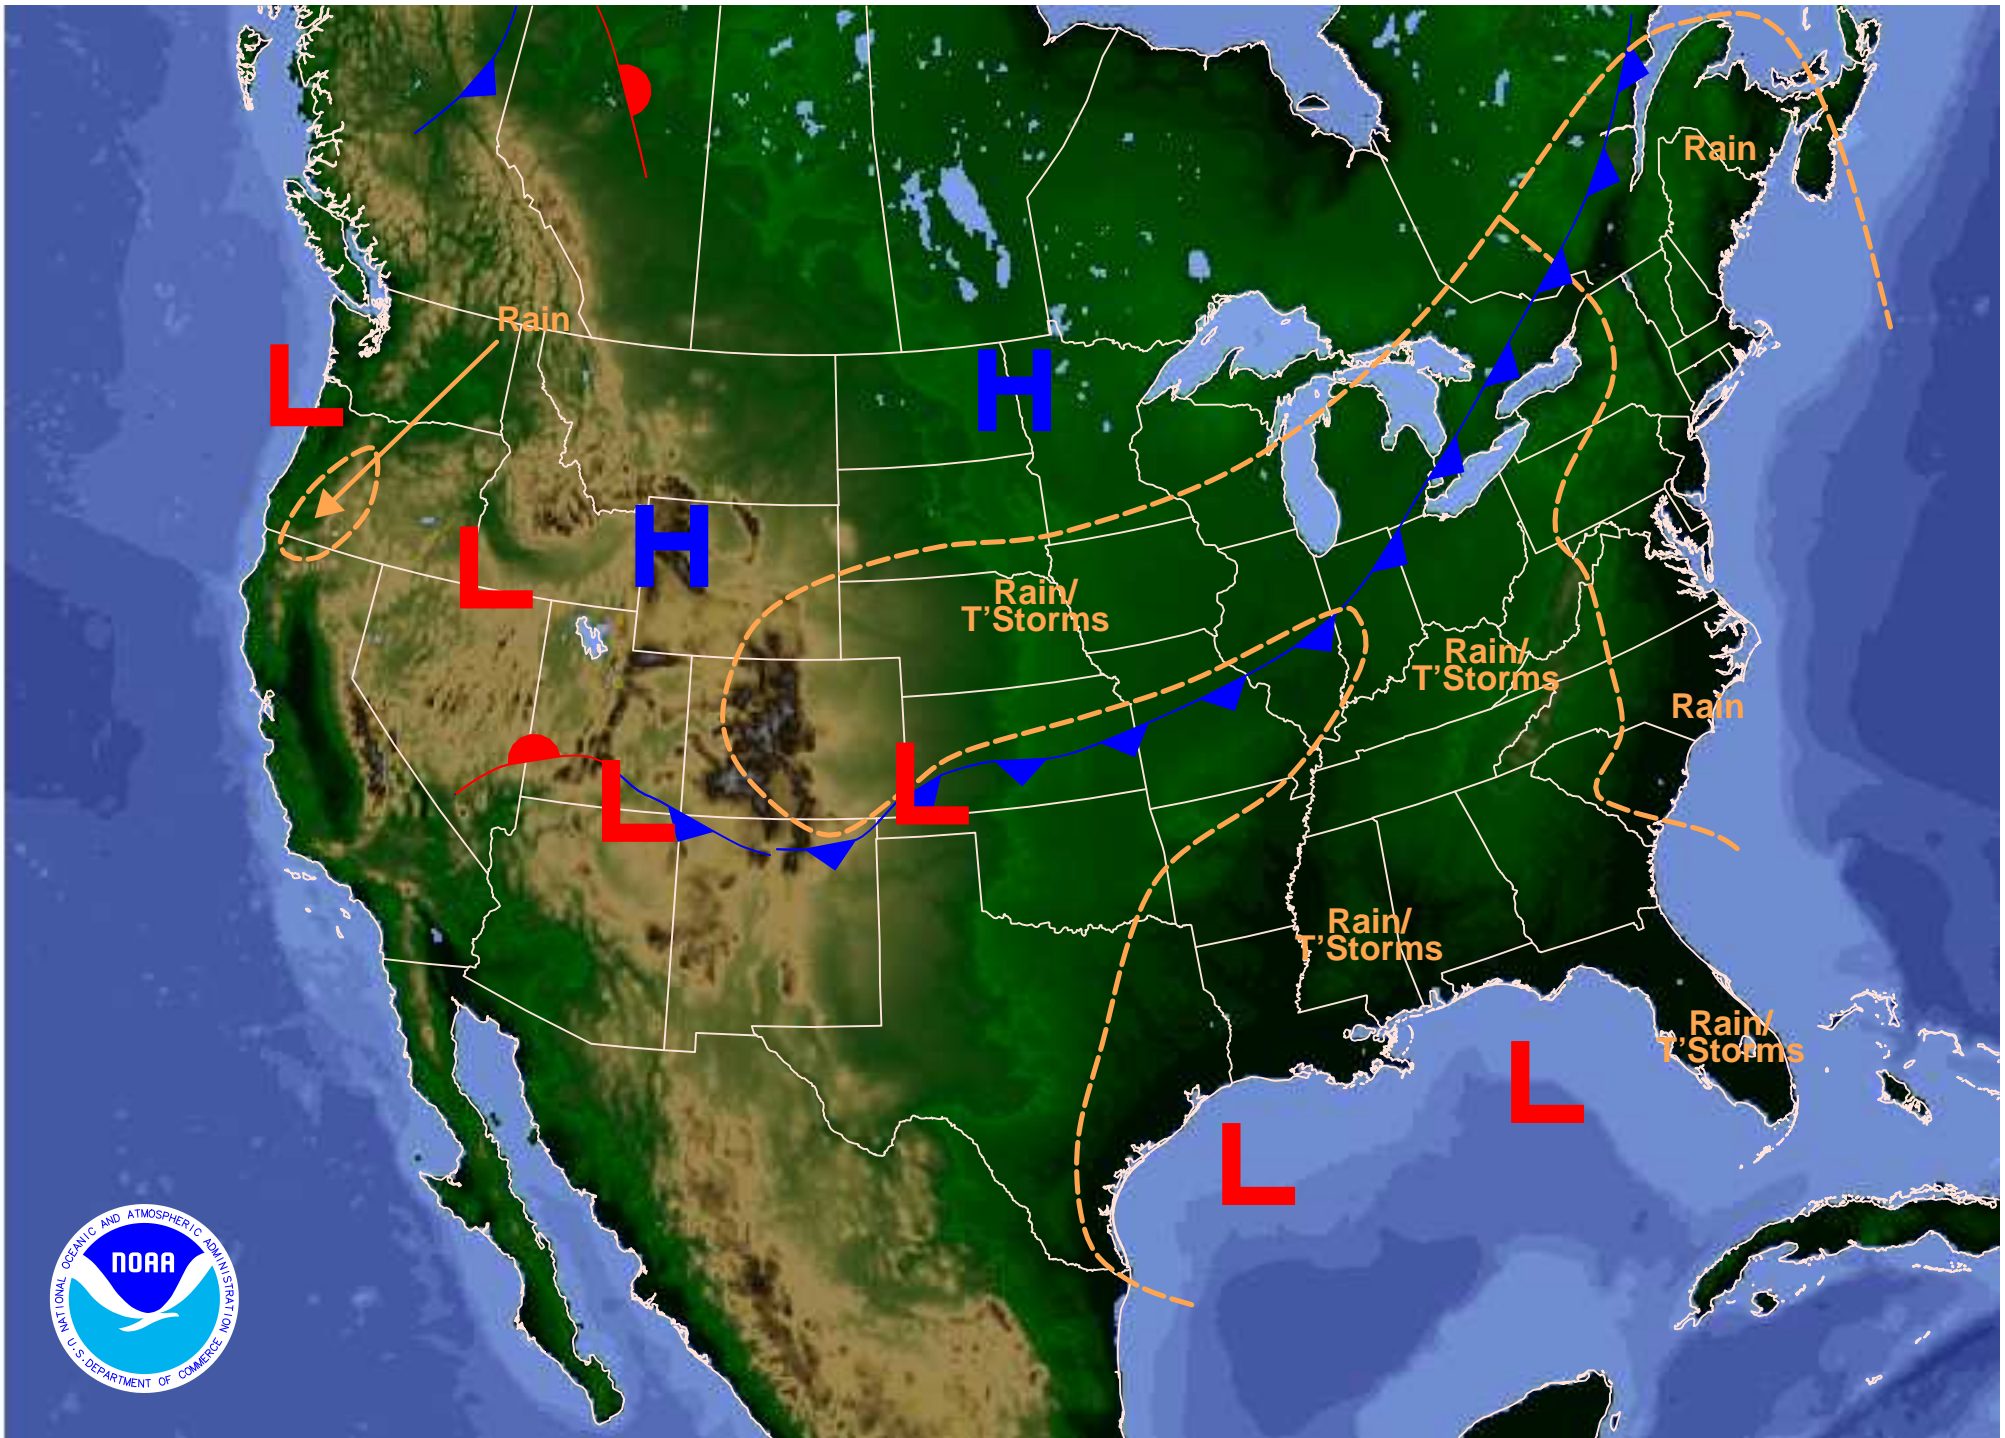 Rain
Rain
L
H
H
L
Rain/
T'Storms
Rain/
T'Storms
Rain
L
L
Rain/
T'Storms
Rain/
T'Storms
L
L
NOAA
NATIONAL OCEANIC AND ATMOSPHERIC ADMINISTRATION
U.S. DEPARTMENT OF COMMERCE